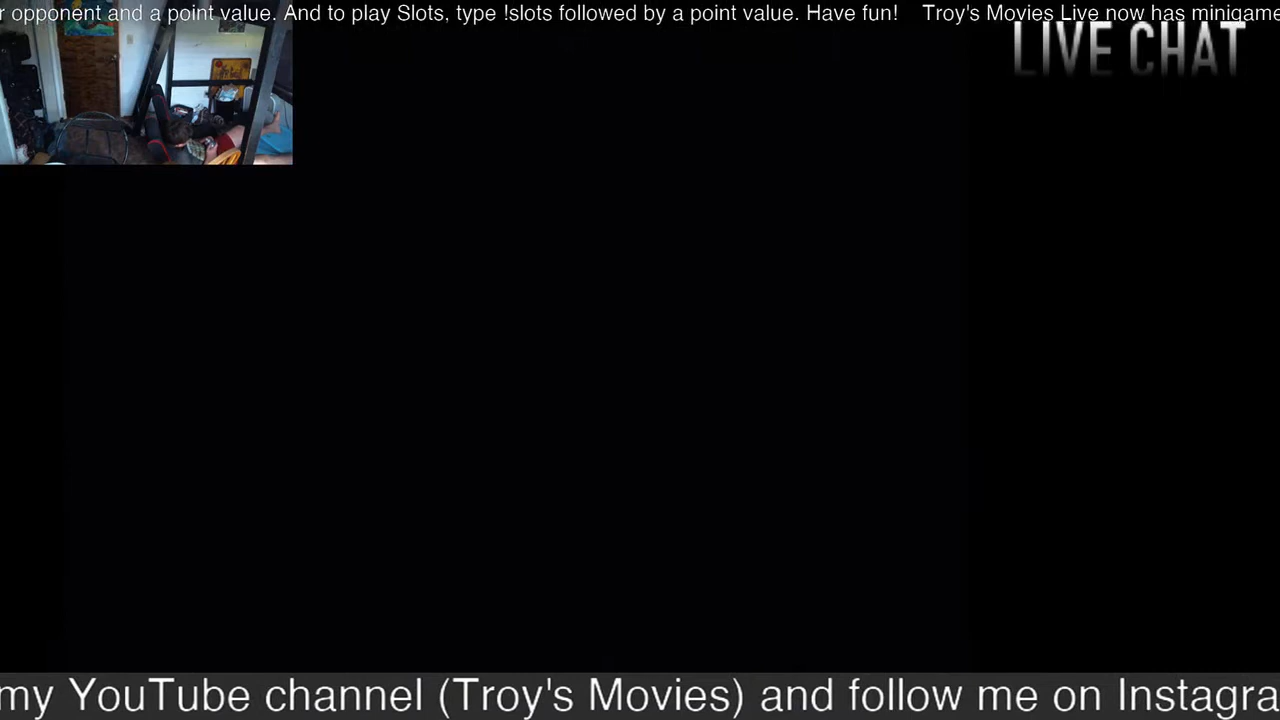 r opponent and a point value. And to play Slots, type !slots followed by a point value. Have fun! Troy's Movies Live now has minigame
LIVE CHAT
my YouTube channel (Troy's Movies) and follow me on Instagra